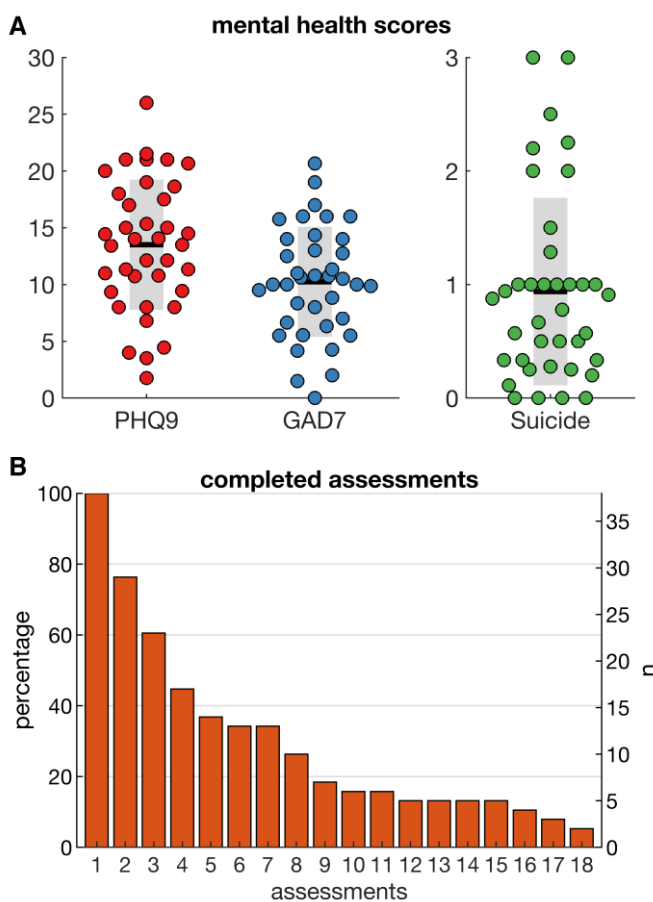 A
mental health scores
30
25
20
15
10
5
0
PHQ9
GAD7
3
2
1
0
Suicide
B
completed assessments
100
80
60
40
20
0
percentage
35
30
25
20
15
10
5
0
n
1 2 3 4 5 6 7 8 9 10 11 12 13 14 15 16 17 18
assessments